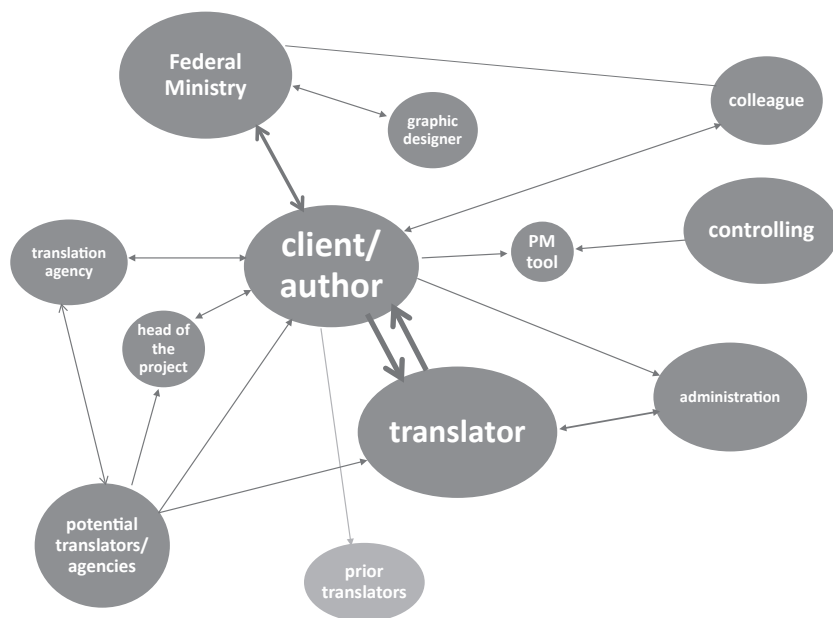 Federal
Ministry
colleague
graphic
designer
controlling
client/
author
PM
tool
translation
agency
head of
the
project
administration
translator
potential
translators/
agencies
prior
translators